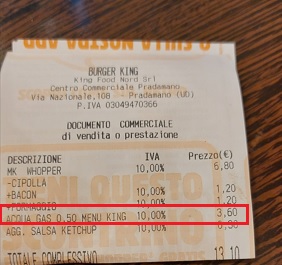 BURGER KING
King Food Nord Srl
Centro Commerciale Pradamano
Via Nazionale,108 - Pradamano (UD)
P.IVA 03049470366
DOCUMENTO COMMERCIALE
di vendita o prestazione
DESCRIZIONE IVA Prezzo(€)
MK WHOPPER 10,00% 6,80
-CIPOLLA
+BACON 10,00% 1,20
+FORMAGGIO 10,00% 1,20
ACQUA GAS 0.50 MENU KING 10,00% 3,60
AGG. SALSA KETCHUP 10,00%
TOTALE COMPLESSIVO 13,10